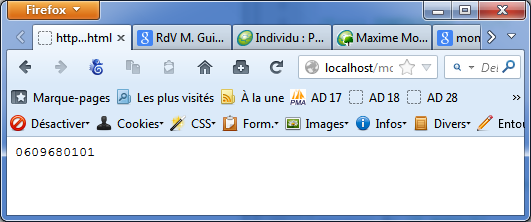 Firefox
http...html RdV M. Gui... Individu : P... Maxime Mo... mon
localhost/mo
Marque-pages Les plus visités À la une PMA AD 17 AD 18 AD 28 »
Désactiver Cookies CSS Form. Images Infos Divers Entou
0609680101